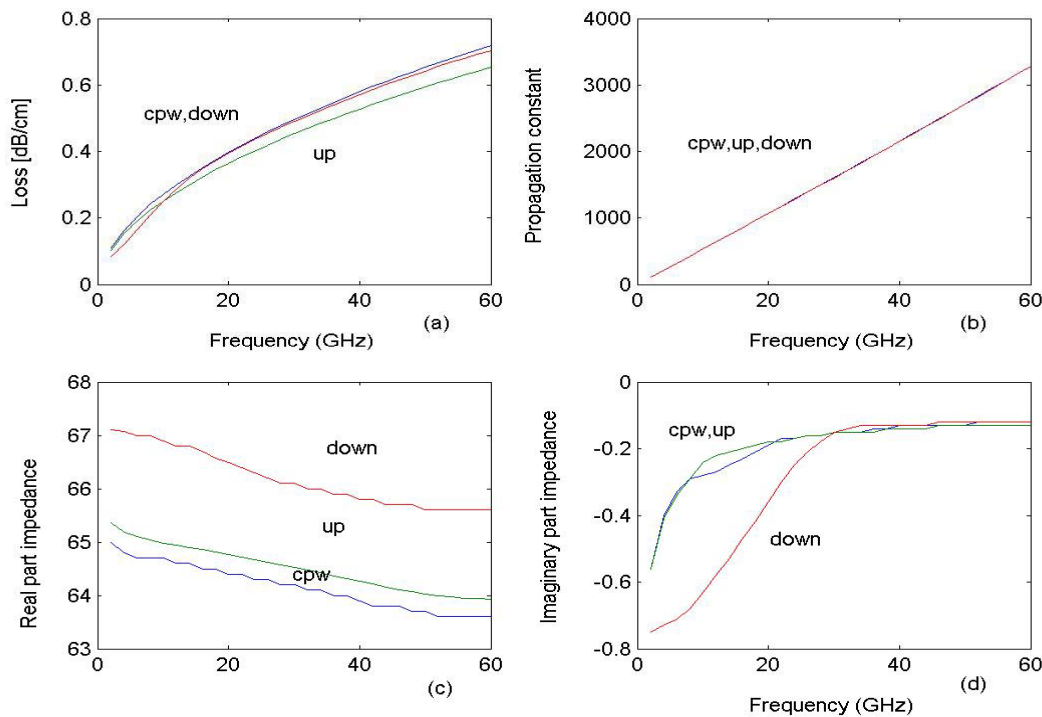 0.8
0.6
0.4
0.2
0
Loss [dB/cm]
cpw,down
up
0
20
40
60
(a)
Frequency (GHz)
4000
3000
2000
1000
0
Propagation constant
cpw,up,down
0
20
40
60
(b)
Frequency (GHz)
68
67
66
65
64
63
Real part impedance
down
up
cpw
0
20
40
60
(c)
0
-0.2
-0.4
-0.6
-0.8
Imaginary part impedance
cpw,up
down
0
20
40
60
(d)
Frequency (GHz)